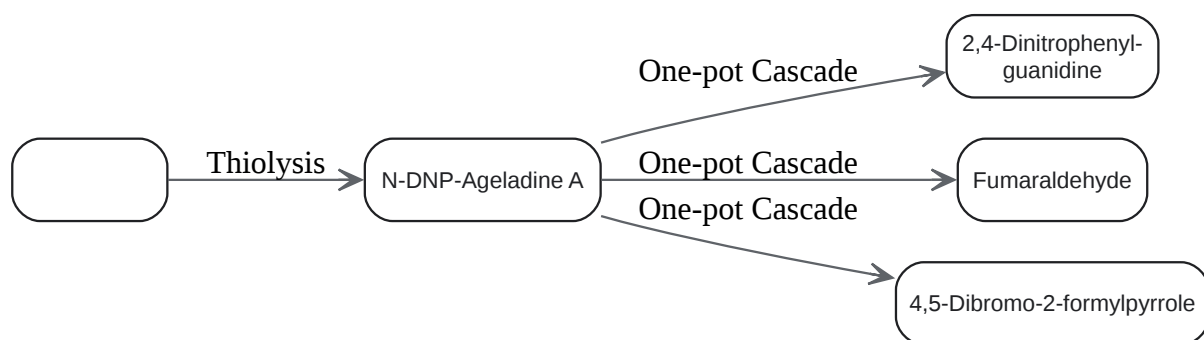 2,4-Dinitrophenyl-
guanidine
One-pot Cascade
Thiolysis
N-DNP-Ageladine A
One-pot Cascade
Fumaraldehyde
One-pot Cascade
4,5-Dibromo-2-formylpyrrole